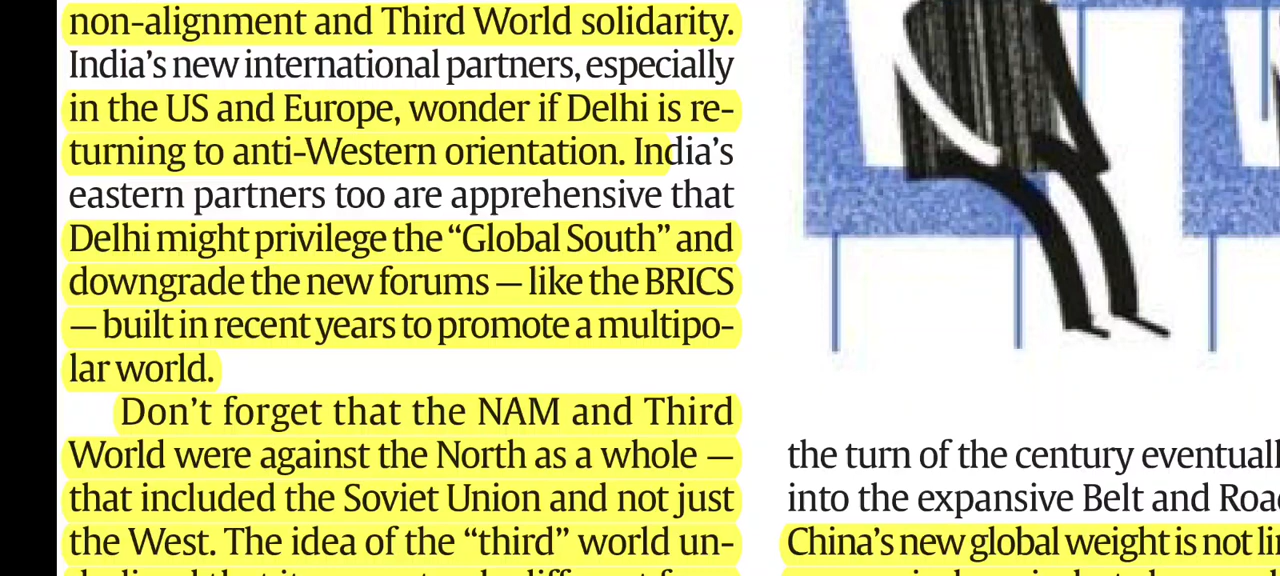 non-alignment and Third World solidarity.
India's new international partners, especially
in the US and Europe, wonder if Delhi is re-
turning to anti-Western orientation. India's
eastern partners too are apprehensive that
Delhi might privilege the “Global South” and
downgrade the new forums — like the BRICS
— built in recent years to promote a multipo-
lar world.
Don't forget that the NAM and Third
World were against the North as a whole —
that included the Soviet Union and not just
the West. The idea of the “third” world un-
the turn of the century
into the expansive Belt and
China's new global weight is not